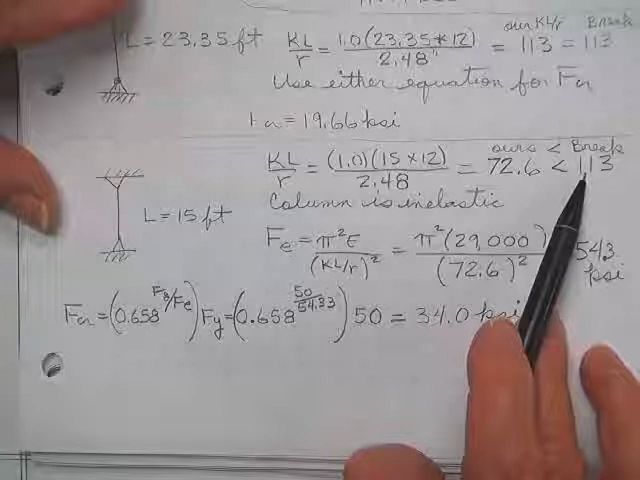 our KL/r Break
L = 23.35 ft KL/r = 1.0(23.35*12)/2.48" = 113 = 113
Use either equation for Fcr
Fcr = 19.66 ksi
ours < Break
KL/r = (1.0)(15*12)/2.48 = 72.6 < 113
L = 15 ft
Column is inelastic
Fe = π²E/(KL/r)² = π²(29,000)/(72.6)² 54.3 ksi
Fcr = (0.658^Fy/Fe)Fy = (0.658^50/54.33)50 = 34.0 ksi